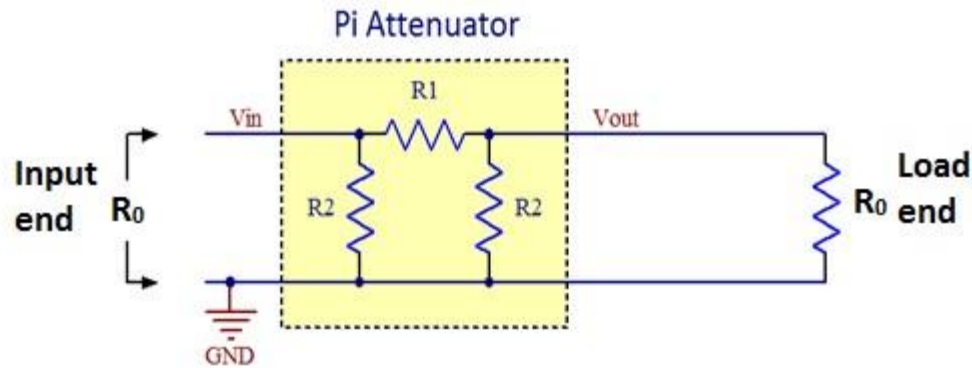 Pi Attenuator
R1
Vin
Vout
Input
end
R0
R2
R2
R0
Load
end
GND